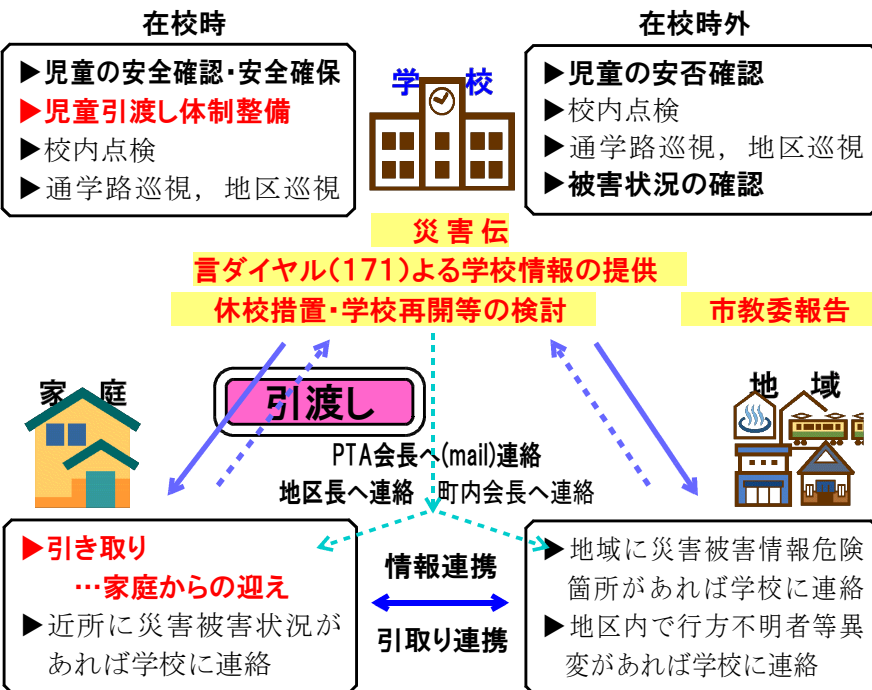 在校時
▶児童の安全確認・安全確保
▶児童引渡し体制整備
▶校内点検
▶通学路巡視，地区巡視
学 校
在校時外
▶児童の安否確認
▶校内点検
▶通学路巡視，地区巡視
▶被害状況の確認
災害伝
言ダイヤル(171)よる学校情報の提供
休校措置・学校再開等の検討
市教委報告
家 庭
引渡し
地 域
PTA会長へ(mail)連絡
地区長へ連絡 町内会長へ連絡
▶引き取り
…家庭からの迎え
▶近所に災害被害状況が
あれば学校に連絡
情報連携
引取り連携
▶地域に災害被害情報危険
箇所があれば学校に連絡
▶地区内で行方不明者等異
変があれば学校に連絡